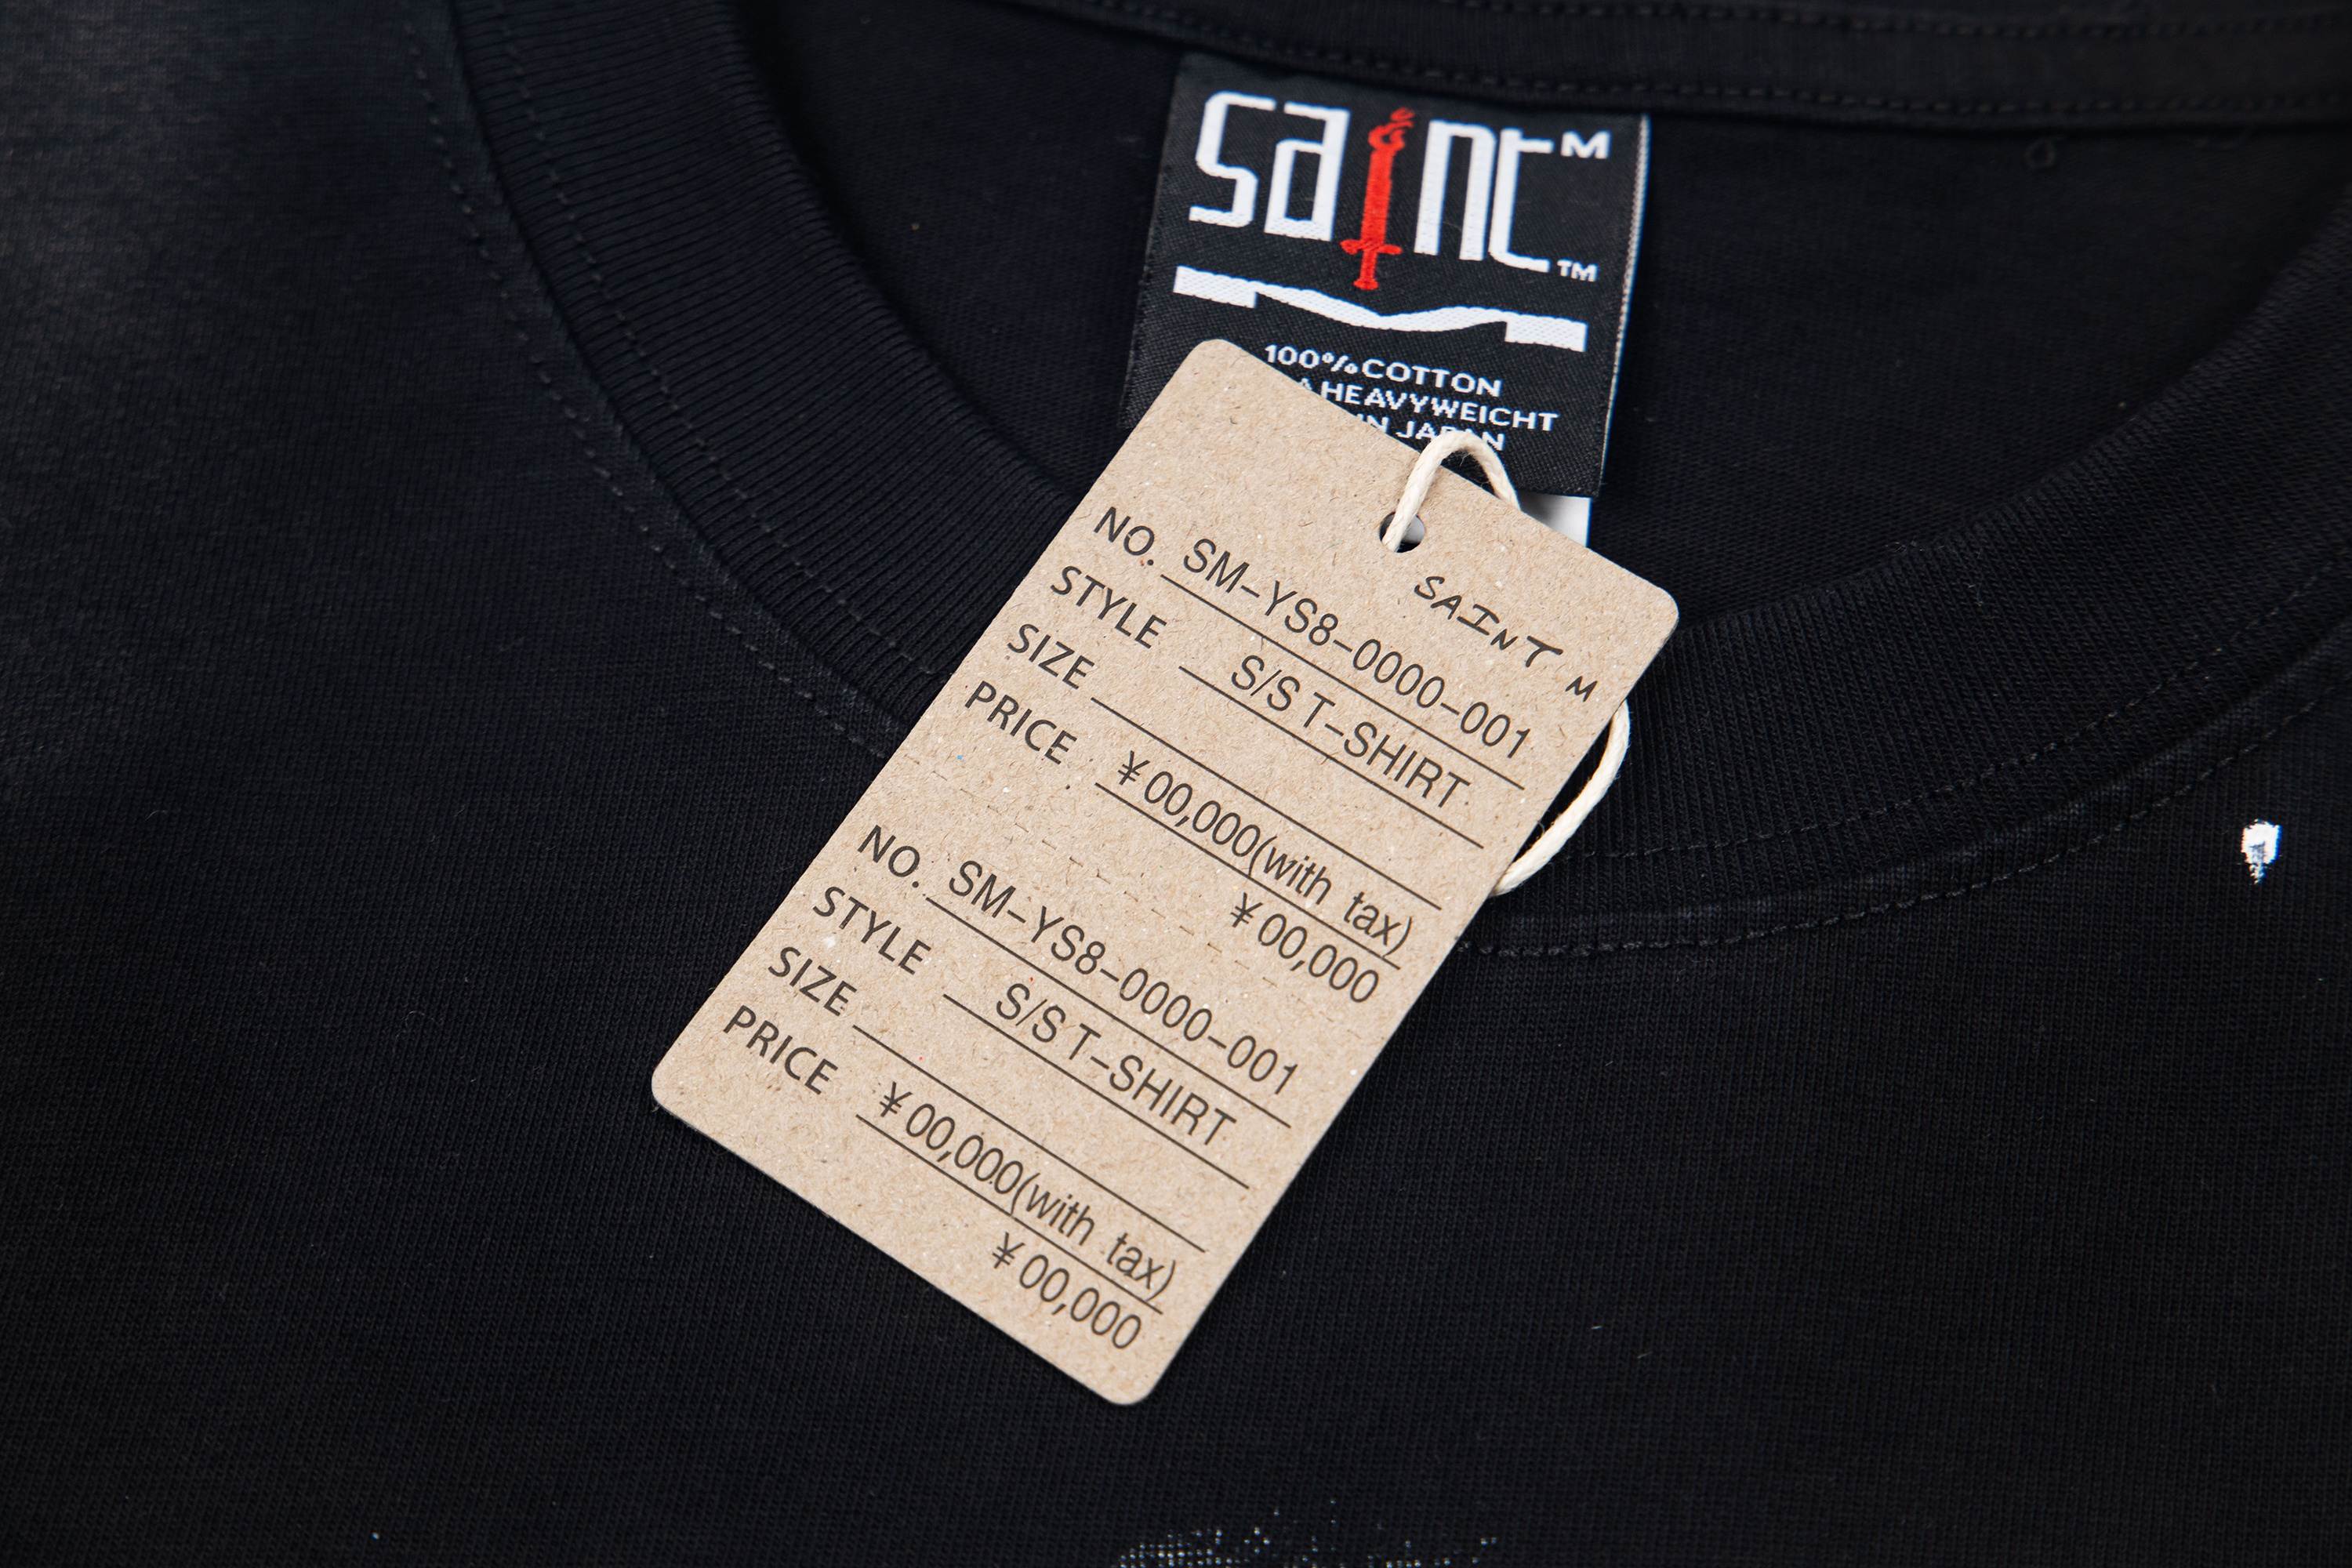 saint M
TM
100% COTTON
HEAVYWEIGHT
IN JAPAN
SAINT M
NO. SM-YS8-0000-001
STYLE S/S T-SHIRT
SIZE
PRICE ¥00,000(with tax)
¥00,000
NO. SM-YS8-0000-001
STYLE S/S T-SHIRT
SIZE
PRICE ¥00,000(with tax)
¥00,000